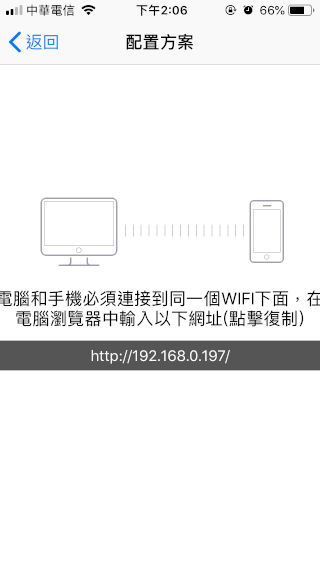 中華電信 下午2:06 66%
返回 配置方案
電腦和手機必須連接到同一個WIFI下面，在
電腦瀏覽器中輸入以下網址(點擊復制)
http://192.168.0.197/